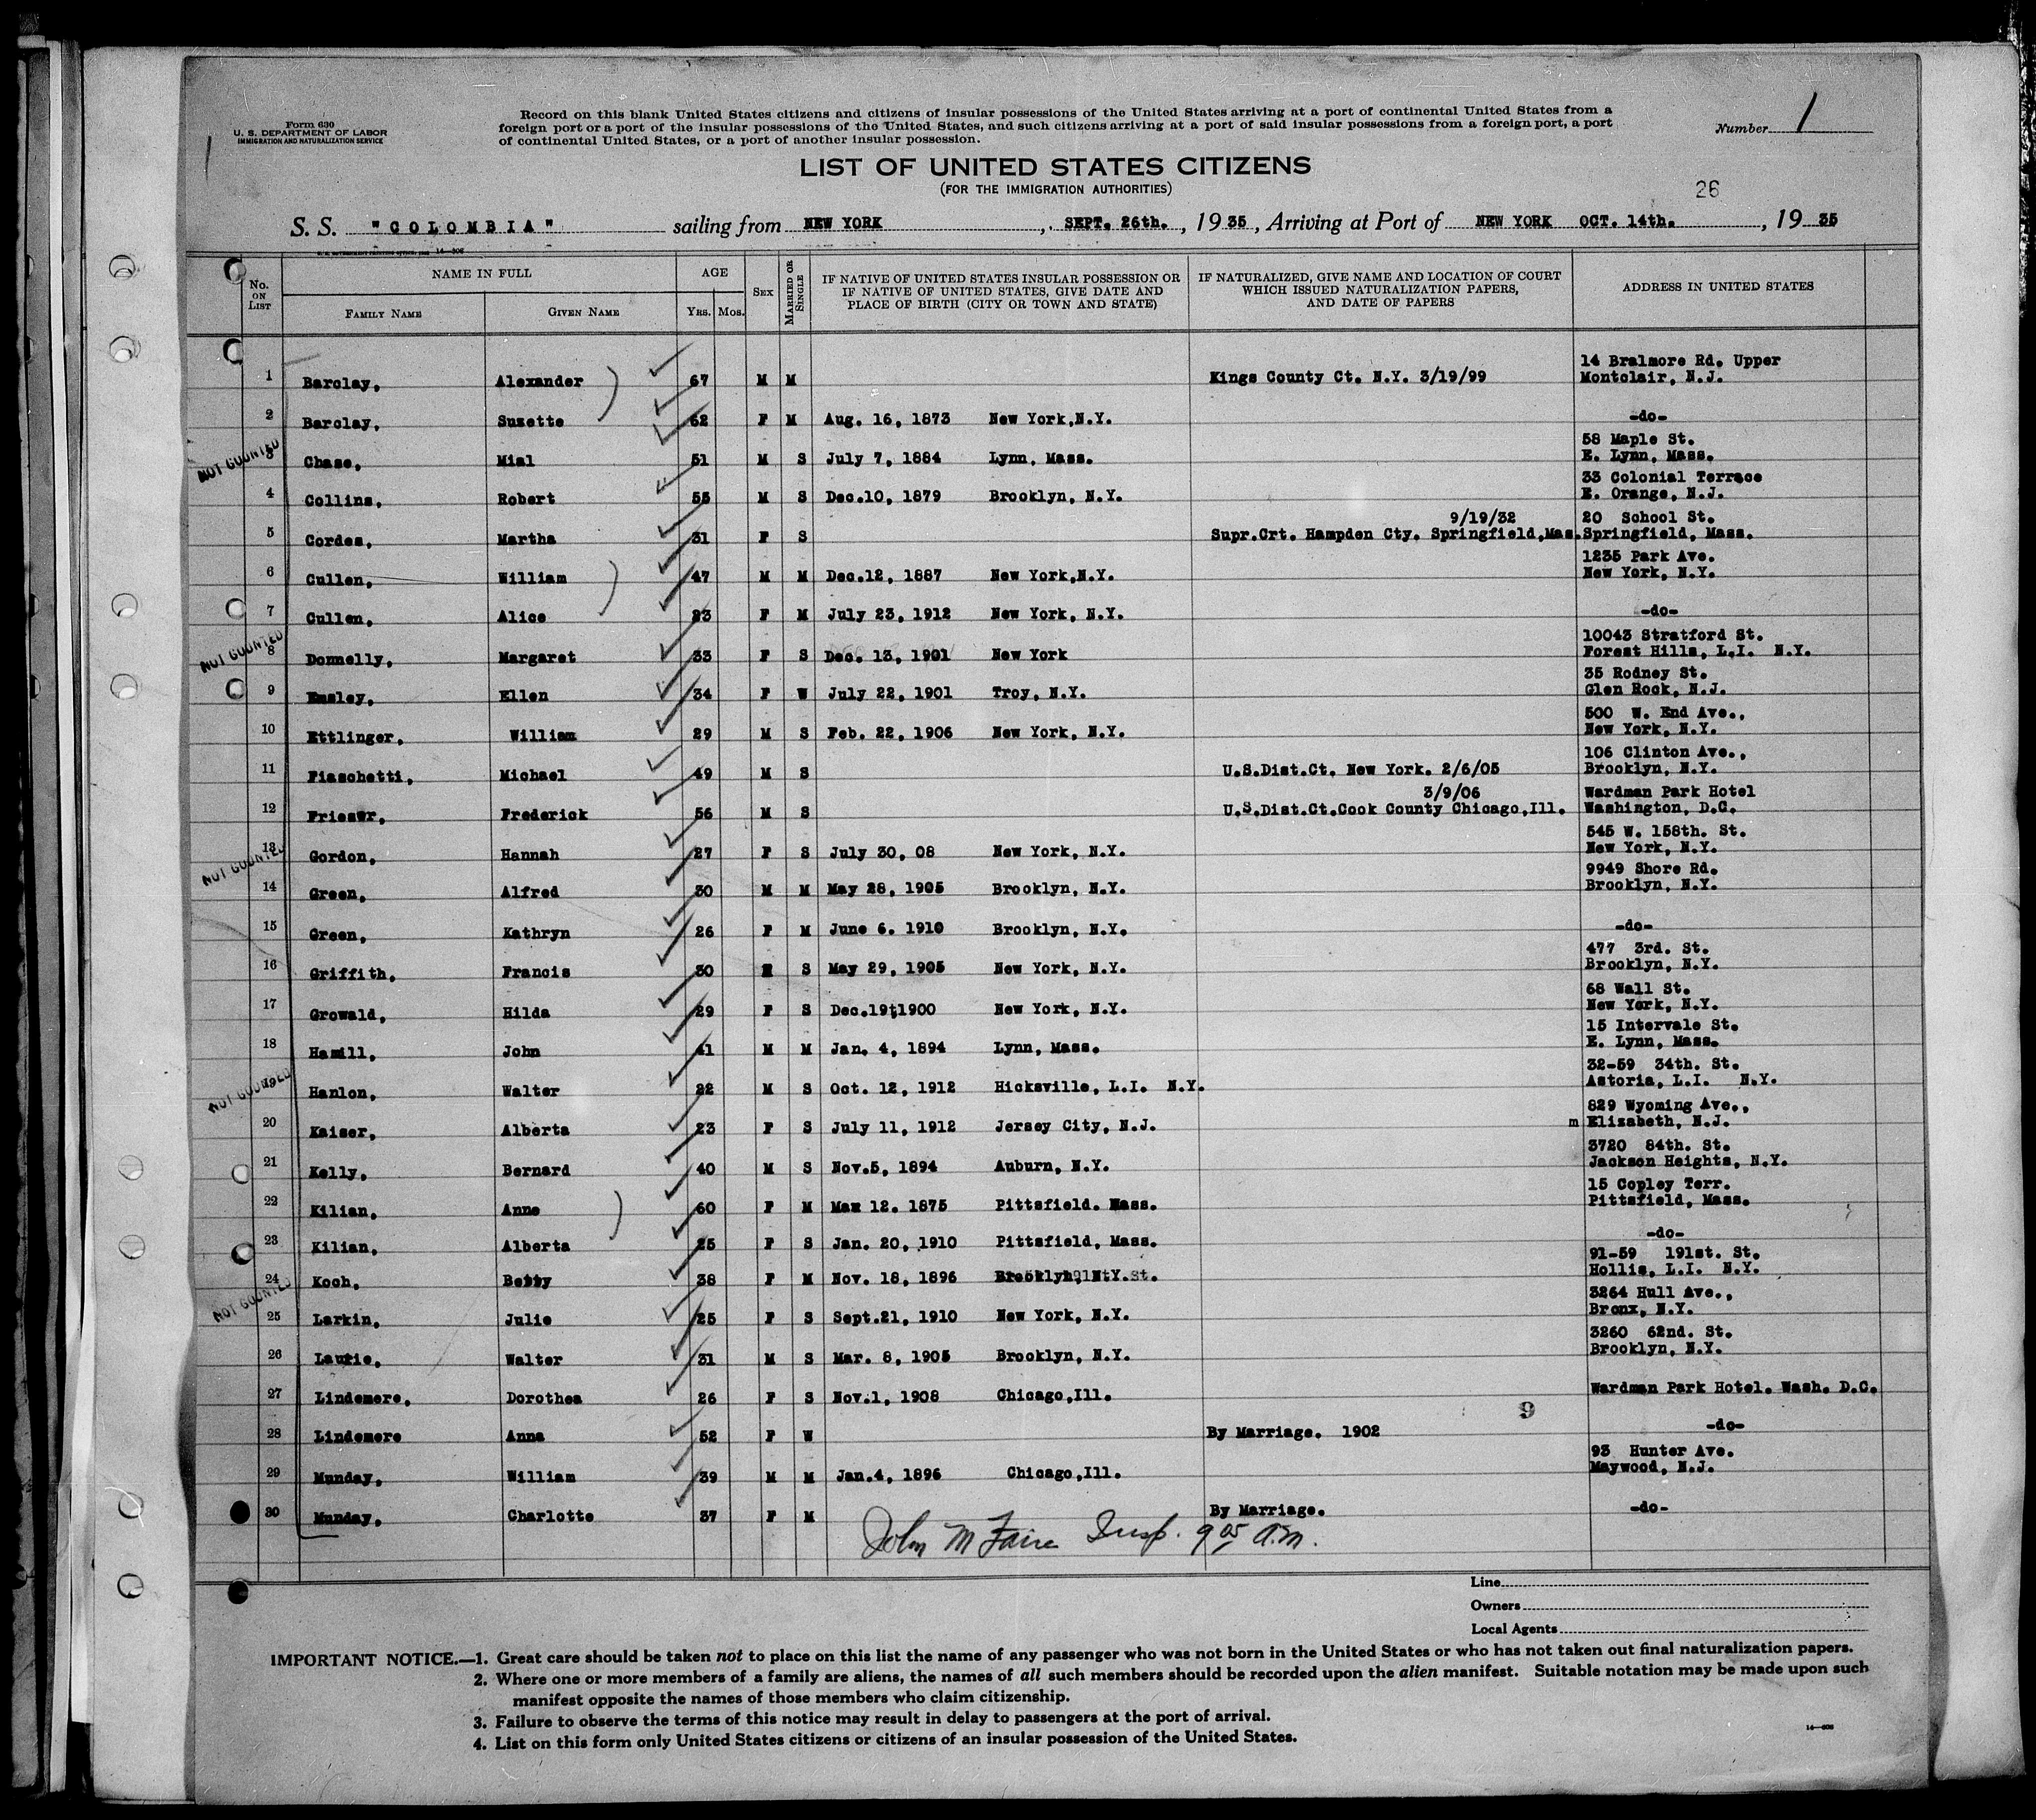 Form 630
U. S. DEPARTMENT OF LABOR
IMMIGRATION AND NATURALIZATION SERVICE
Record on this blank United States citizens and citizens of insular possessions of the United States arriving at a port of continental United States from a
foreign port or a port of the insular possessions of the United States, and such citizens arriving at a port of said insular possessions from a foreign port, a port
of continental United States, or a port of another insular possession.
Number 1
LIST OF UNITED STATES CITIZENS
(FOR THE IMMIGRATION AUTHORITIES)
26
S. S. "COLOMBIA" sailing from NEW YORK, SEPT. 26th., 1935, Arriving at Port of NEW YORK OCT. 14th., 1935
No. ON LIST NAME IN FULL FAMILY NAME GIVEN NAME AGE YRS. MOS. SEX MARRIED OR SINGLE IF NATIVE OF UNITED STATES INSULAR POSSESSION OR IF NATIVE OF UNITED STATES, GIVE DATE AND PLACE OF BIRTH (CITY OR TOWN AND STATE) IF NATURALIZED, GIVE NAME AND LOCATION OF COURT WHICH ISSUED NATURALIZATION PAPERS, AND DATE OF PAPERS ADDRESS IN UNITED STATES
14 Bralmore Rd. Upper
1 Barclay, Alexander 67 M M Kings County Ct. N.Y. 3/19/99 Montclair, N.J.
2 Barclay, Suzette 62 F M Aug. 16, 1873 New York,N.Y. -do-
58 Maple St.
NOT COUNTED 3 Chase, Mial 51 M S July 7, 1884 Lynn, Mass. E. Lynn, Mass.
33 Colonial Terrace
4 Collins, Robert 55 M S Dec.10, 1879 Brooklyn, N.Y. E. Orange, N.J.
9/19/32 20 School St.
5 Cordes, Martha 31 F S Supr.Crt. Hampden Cty. Springfield,Mas. Springfield, Mass.
1235 Park Ave.
6 Cullen, William 47 M M Dec.12, 1887 New York,N.Y. New York, N.Y.
7 Cullen, Alice 23 F M July 23, 1912 New York, N.Y. -do-
10043 Stratford St.
NOT COUNTED 8 Donnelly, Margaret 33 F S Dec. 13, 1901 New York Forest Hills, L.I. N.Y.
35 Rodney St.
9 Emsley, Ellen 34 F W July 22, 1901 Troy, N.Y. Glen Rock, N.J.
500 W. End Ave.,
10 Ettlinger, William 29 M S Feb. 22, 1906 New York, N.Y. New York, N.Y.
106 Clinton Ave.,
11 Fiaschetti, Michael 49 M S U.S.Dist.Ct. New York. 2/6/05 Brooklyn, N.Y.
3/9/06 Wardman Park Hotel
12 Frederick 56 M S U.S.Dist.Ct.Cook County Chicago,Ill. Washington, D.C.
545 W. 158th. St.
NOT COUNTED 13 Gordon, Hannah 27 F S July 30, 08 New York, N.Y. New York, N.Y.
9949 Shore Rd.
14 Green, Alfred 30 M M May 28, 1905 Brooklyn, N.Y. Brooklyn, N.Y.
15 Green, Kathryn 26 F M June 6. 1910 Brooklyn, N.Y. -do-
477 3rd. St.
16 Griffith, Francis 30 S May 29, 1905 New York, N.Y. Brooklyn, N.Y.
68 Wall St.
17 Growald, Hilda 29 F S Dec.19,1900 New York, N.Y. New York, N.Y.
15 Intervale St.
18 Hamill, John 41 M M Jan. 4, 1894 Lynn, Mass. E. Lynn, Mass.
32-59 34th. St.
NOT COUNTED 19 Hanlon, Walter 22 M S Oct. 12, 1912 Hicksville, L.I. N.Y. Astoria, L.I. N.Y.
829 Wyoming Ave.,
20 Kaiser, Alberta 23 F S July 11, 1912 Jersey City, N.J. m Elizabeth, N.J.
3720 84th. St.
21 Kelly, Bernard 40 M S Nov.5, 1894 Auburn, N.Y. Jackson Heights, N.Y.
15 Copley Terr.
22 Kilian, Anne 60 F M 12. 1875 Pittsfield. Mass. Pittsfield, Mass.
23 Kilian, Alberta 25 F S Jan. 20, 1910 Pittsfield, Mass. -do-
91-59 191st. St.
24 Koch, Betty 38 F M Nov. 18, 1896 Brooklyn, N.Y. Hollis, L.I. N.Y.
3264 Hull Ave.,
NOT COUNTED 25 Larkin, Julie 25 F S Sept.21, 1910 New York, N.Y. Bronx, N.Y.
3260 62nd. St.
26 Laurie, Walter 31 M S Mar. 8, 1905 Brooklyn, N.Y. Brooklyn, N.Y.
27 Lindemere, Dorothea 26 F S Nov.1, 1908 Chicago,Ill. Wardman Park Hotel. Wash. D.C.
9
28 Lindemere Anna 52 F W By Marriage. 1902 -do-
93 Hunter Ave.
29 Munday, William 39 M M Jan.4, 1896 Chicago,Ill. Maywood, N.J.
30 Munday, Charlotte 37 F M By Marriage. -do-
John M Faire Insp. 9 05 A.M.
Line
Owners
Local Agents
IMPORTANT NOTICE.—1. Great care should be taken not to place on this list the name of any passenger who was not born in the United States or who has not taken out final naturalization papers.
2. Where one or more members of a family are aliens, the names of all such members should be recorded upon the alien manifest. Suitable notation may be made upon such
manifest opposite the names of those members who claim citizenship.
3. Failure to observe the terms of this notice may result in delay to passengers at the port of arrival.
4. List on this form only United States citizens or citizens of an insular possession of the United States.